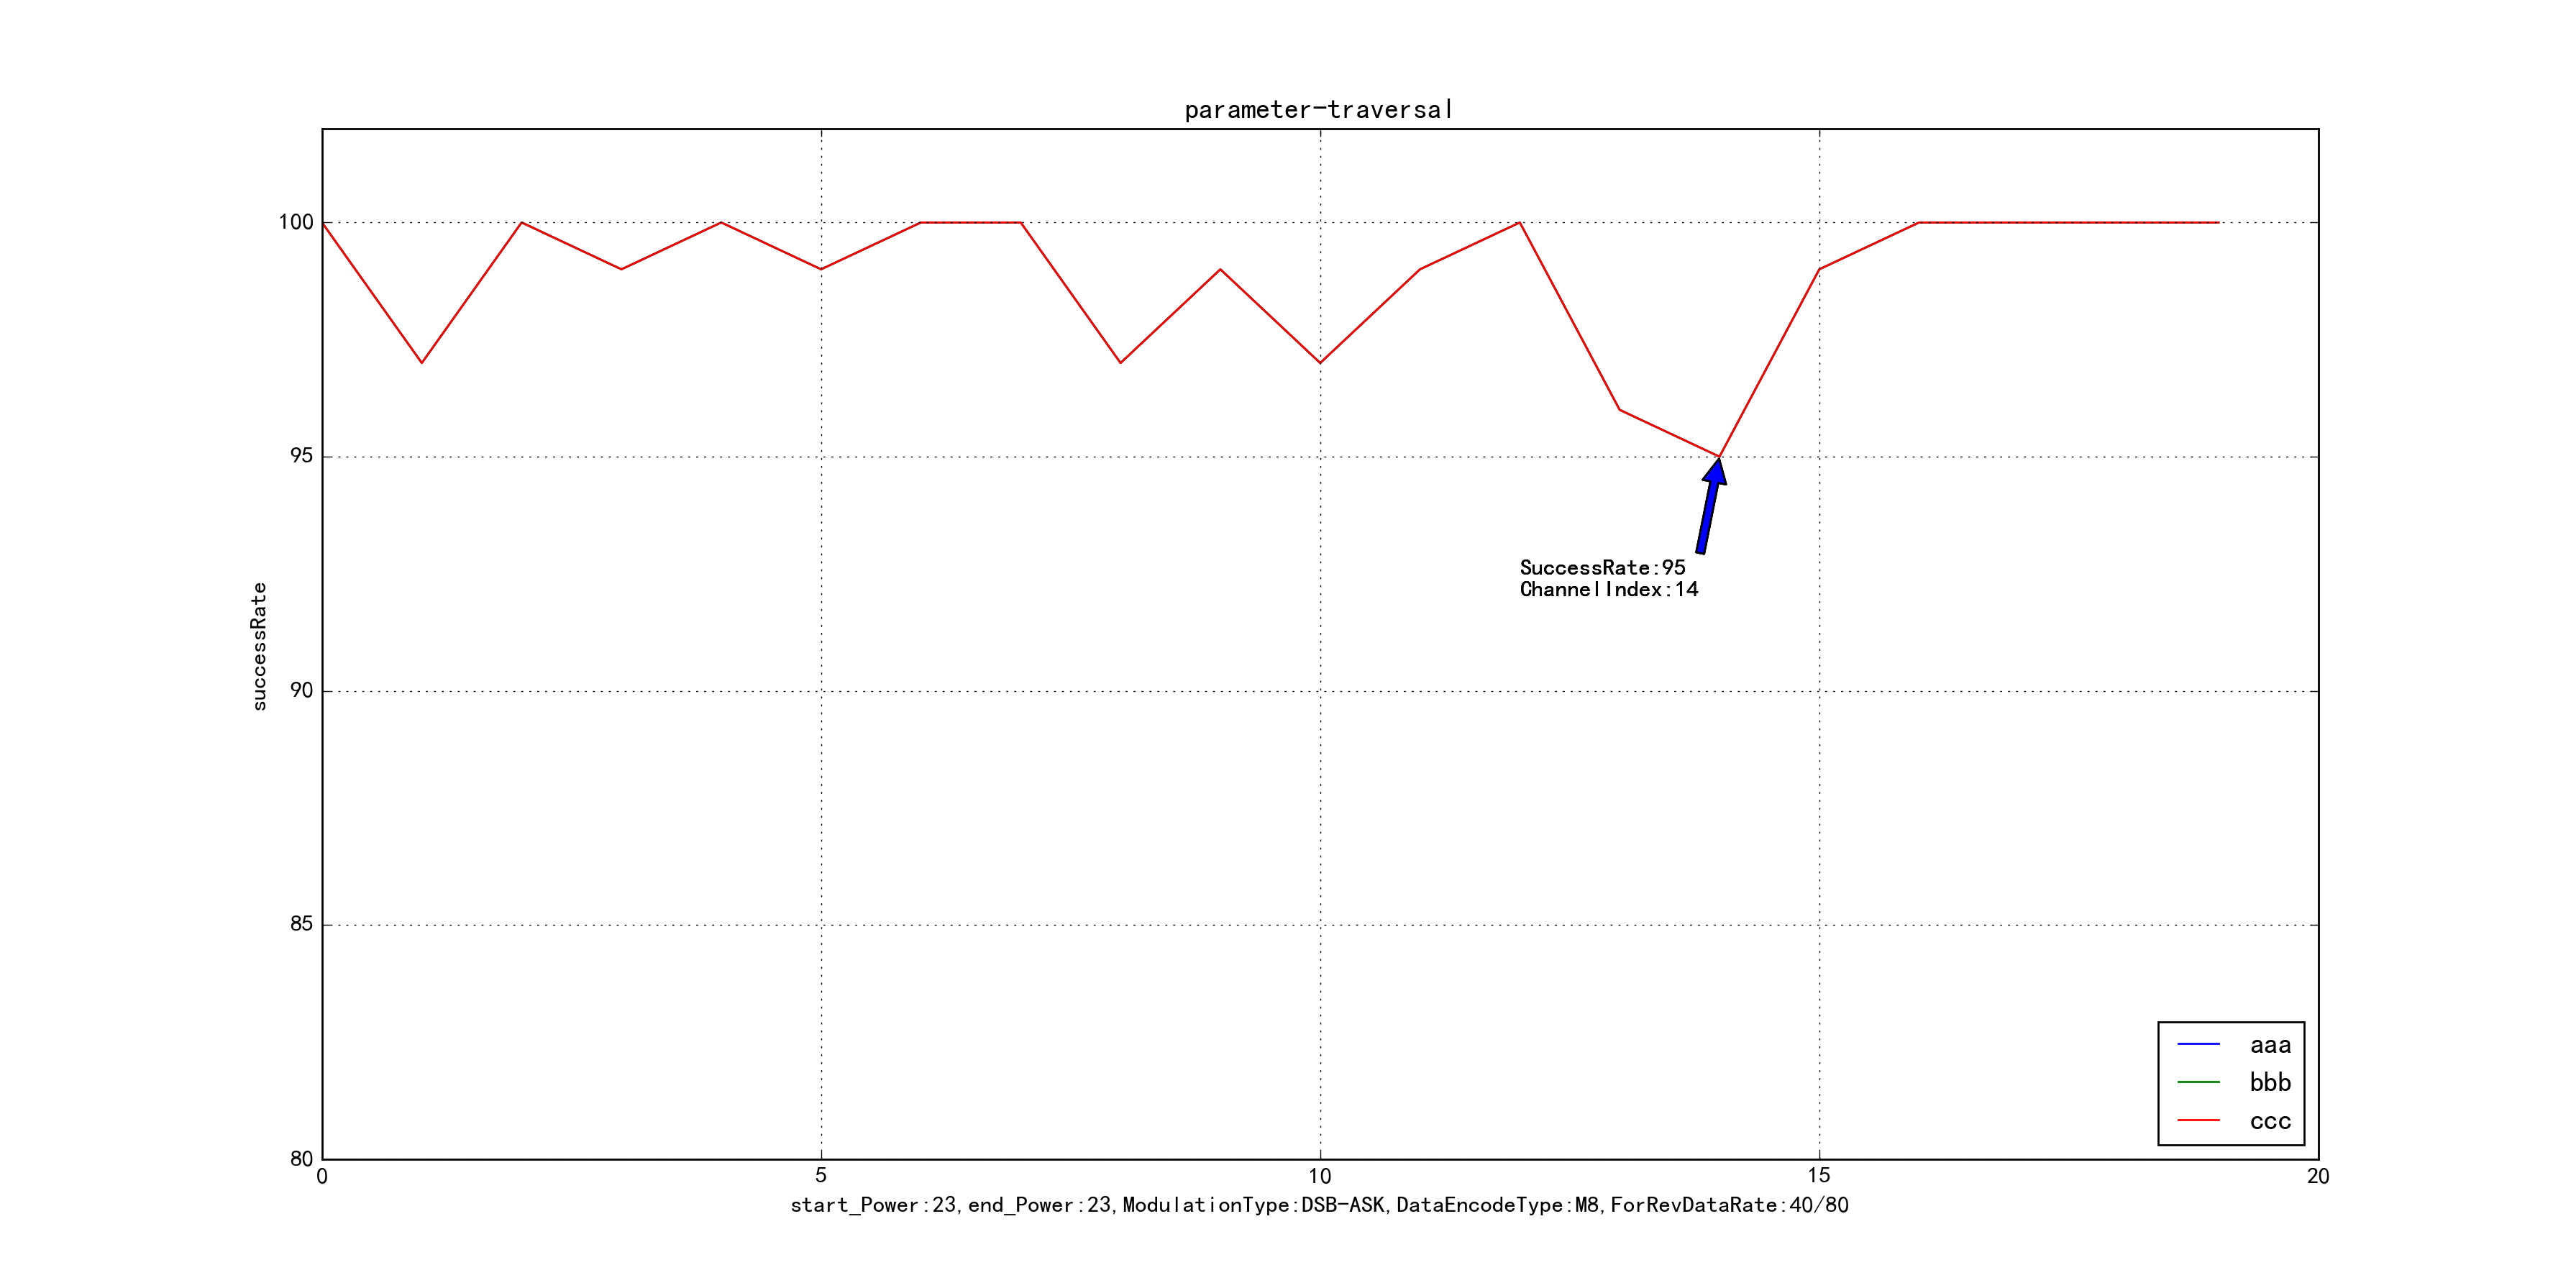 parameter-traversal
100
95
90
85
80
successRate
SuccessRate:95
ChannelIndex:14
aaa
bbb
ccc
0 5 10 15 20
start_Power:23,end_Power:23,ModulationType:DSB-ASK,DataEncodeType:M8,ForRevDataRate:40/80